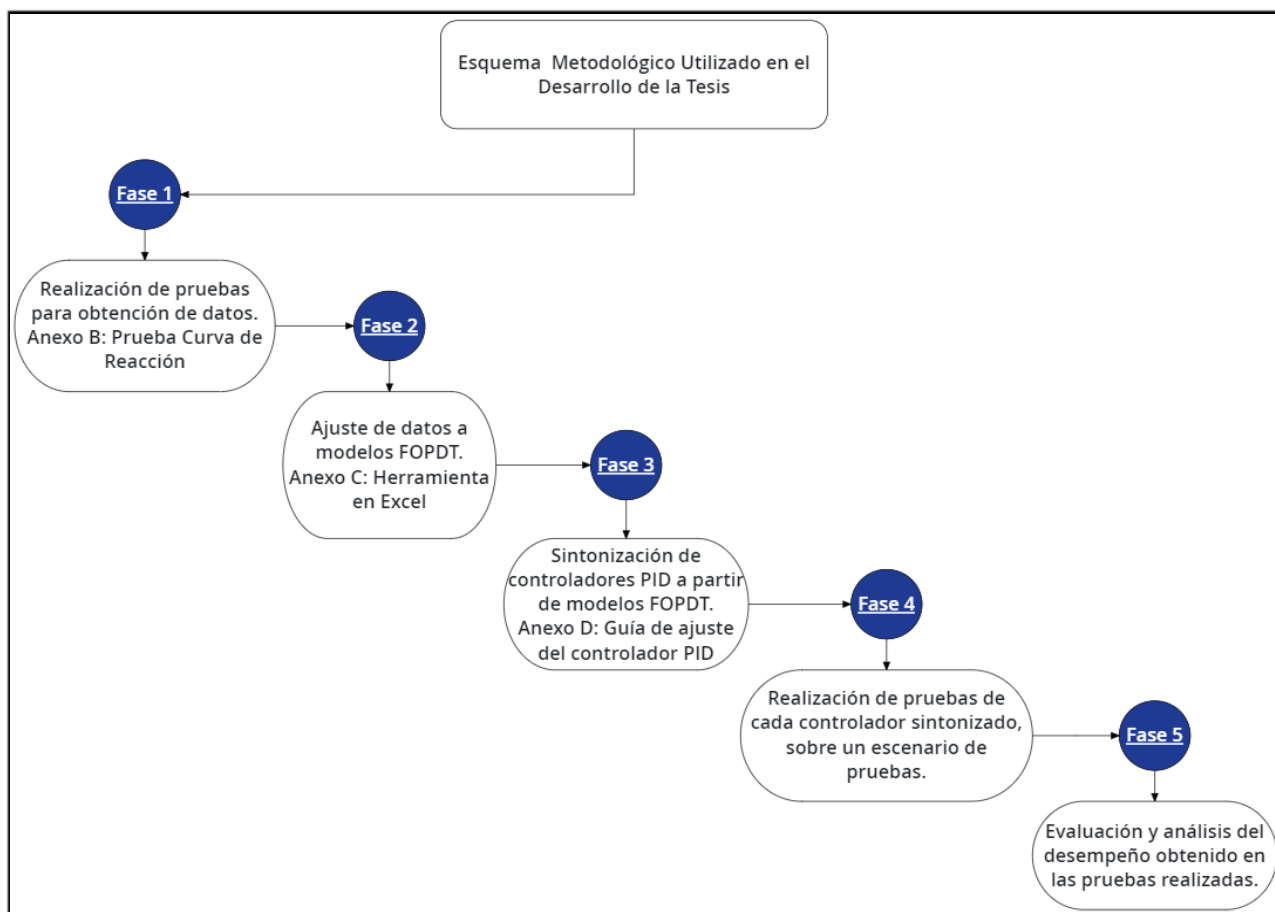 Esquema Metodológico Utilizado en el
Desarrollo de la Tesis
Fase 1
Realización de pruebas
para obtención de datos.
Anexo B: Prueba Curva de
Reacción
Fase 2
Ajuste de datos a
modelos FOPDT.
Anexo C: Herramienta
en Excel
Fase 3
Sintonización de
controladores PID a partir
de modelos FOPDT.
Anexo D: Guía de ajuste
del controlador PID
Fase 4
Realización de pruebas de
cada controlador sintonizado,
sobre un escenario de
pruebas.
Fase 5
Evaluación y análisis del
desempeño obtenido en
las pruebas realizadas.